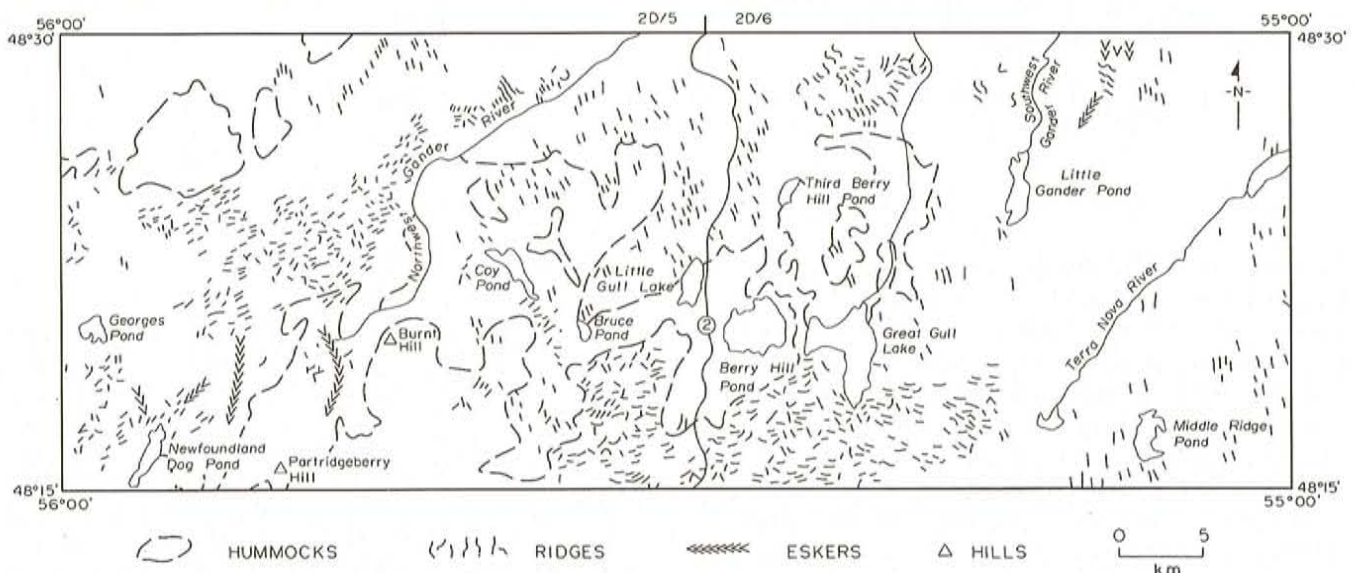 56°00'
2D/5
2D/6
55°00'
48°30'
48°30'
-N-
Northwest Gander River
Southwest
Gander
River
Little
Gander Pond
Third Berry
Hill Pond
Terra Nova River
Coy
Pond
Little
Gull Lake
Georges
Pond
Burnt
Hill
Bruce
Pond
2
Berry Hill
Pond
Great Gull
Lake
Newfoundland
Dog Pond
Partridgeberry
Hill
Middle Ridge
Pond
48°15'
56°00'
48°15'
55°00'
HUMMOCKS
RIDGES
ESKERS
HILLS
0
5
km